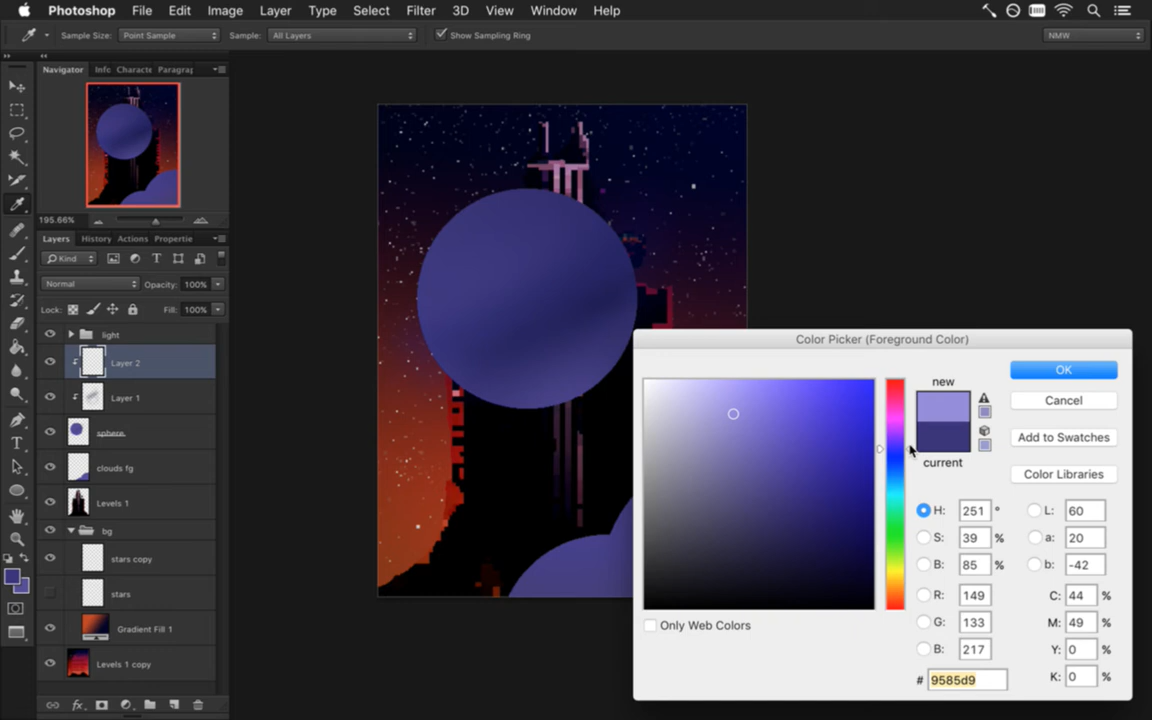 Photoshop File Edit Image Layer Type Select Filter 3D View Window Help
Sample Size: Point Sample Sample: All Layers Show Sampling Ring NMW
Navigator Info Characte Paragra
195.66%
Layers History Actions Propertie
Kind
Normal Opacity: 100%
Lock: Fill: 100%
light
Layer 2
Layer 1
sphere
clouds fg
Levels 1
bg
stars copy
stars
Gradient Fill 1
Levels 1 copy
fx
Color Picker (Foreground Color)
new
current
OK
Cancel
Add to Swatches
Color Libraries
H: 251 ° L: 60
S: 39 % a: 20
B: 85 % b: -42
R: 149 C: 44 %
G: 133 M: 49 %
B: 217 Y: 0 %
# 9585d9 K: 0 %
Only Web Colors